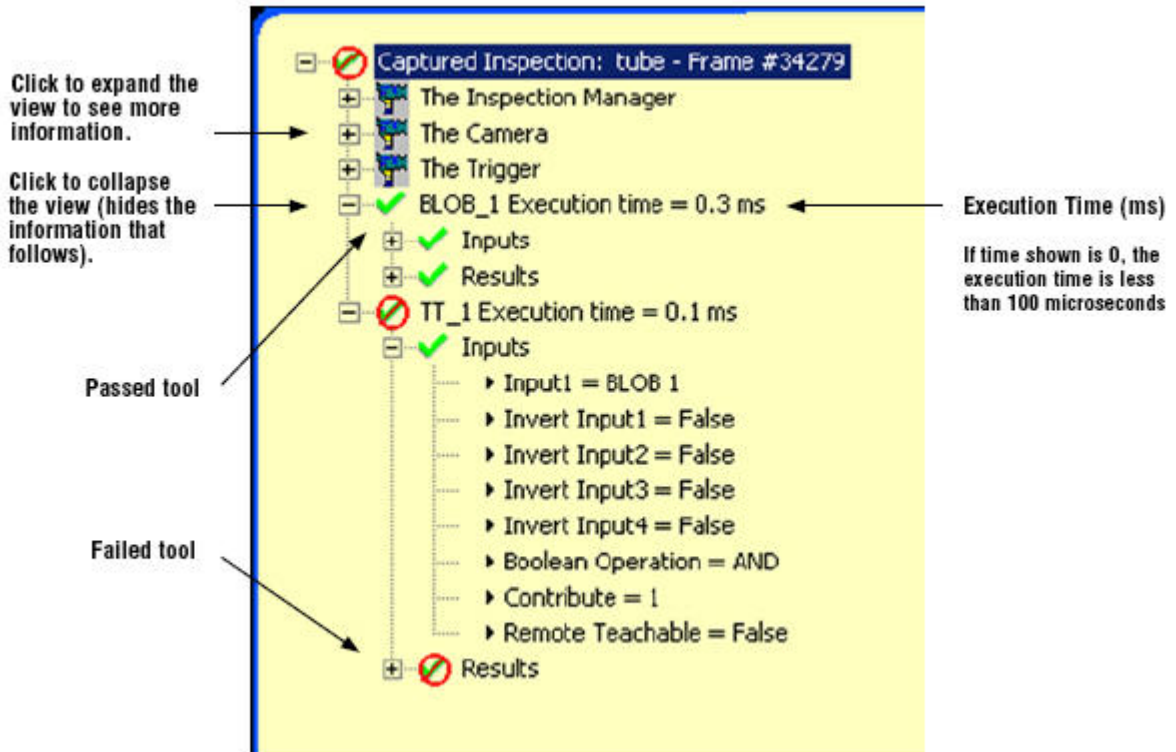 Captured Inspection: tube - Frame #34279
The Inspection Manager
The Camera
The Trigger
BLOB_1 Execution time = 0.3 ms
Inputs
Results
TT_1 Execution time = 0.1 ms
Inputs
Input1 = BLOB 1
Invert Input1 = False
Invert Input2 = False
Invert Input3 = False
Invert Input4 = False
Boolean Operation = AND
Contribute = 1
Remote Teachable = False
Results
Click to expand the
view to see more
information.
Click to collapse
the view (hides the
information that
follows).
Passed tool
Failed tool
Execution Time (ms)
If time shown is 0, the
execution time is less
than 100 microseconds